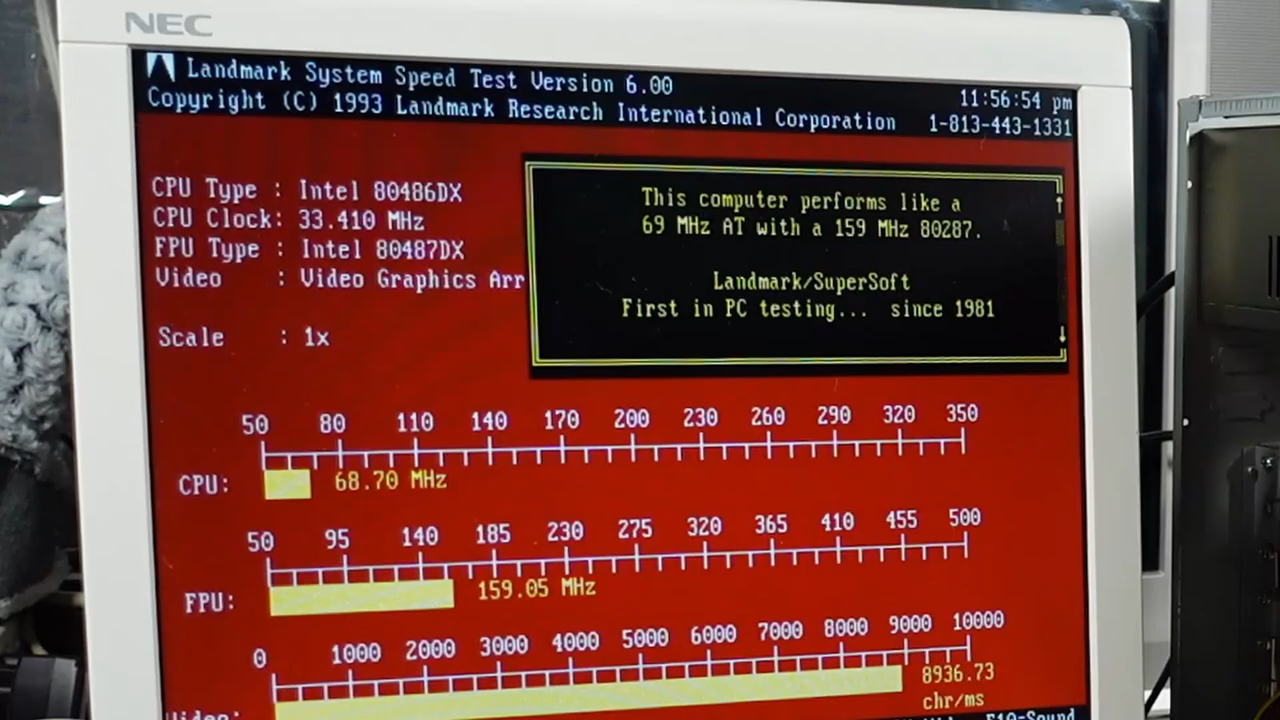 NEC
Landmark System Speed Test Version 6.00
11:56:54 pm
Copyright (C) 1993 Landmark Research International Corporation 1-813-443-1331
CPU Type : Intel 80486DX
CPU Clock: 33.410 MHz
FPU Type : Intel 80487DX
Video : Video Graphics Arr
Scale : 1x
This computer performs like a
69 MHz AT with a 159 MHz 80287.
Landmark/SuperSoft
First in PC testing... since 1981
↑
↓
50 80 110 140 170 200 230 260 290 320 350
CPU: 68.70 MHz
50 95 140 185 230 275 320 365 410 455 500
FPU: 159.05 MHz
0 1000 2000 3000 4000 5000 6000 7000 8000 9000 10000
Video: 8936.73
chr/ms
F10-Sound